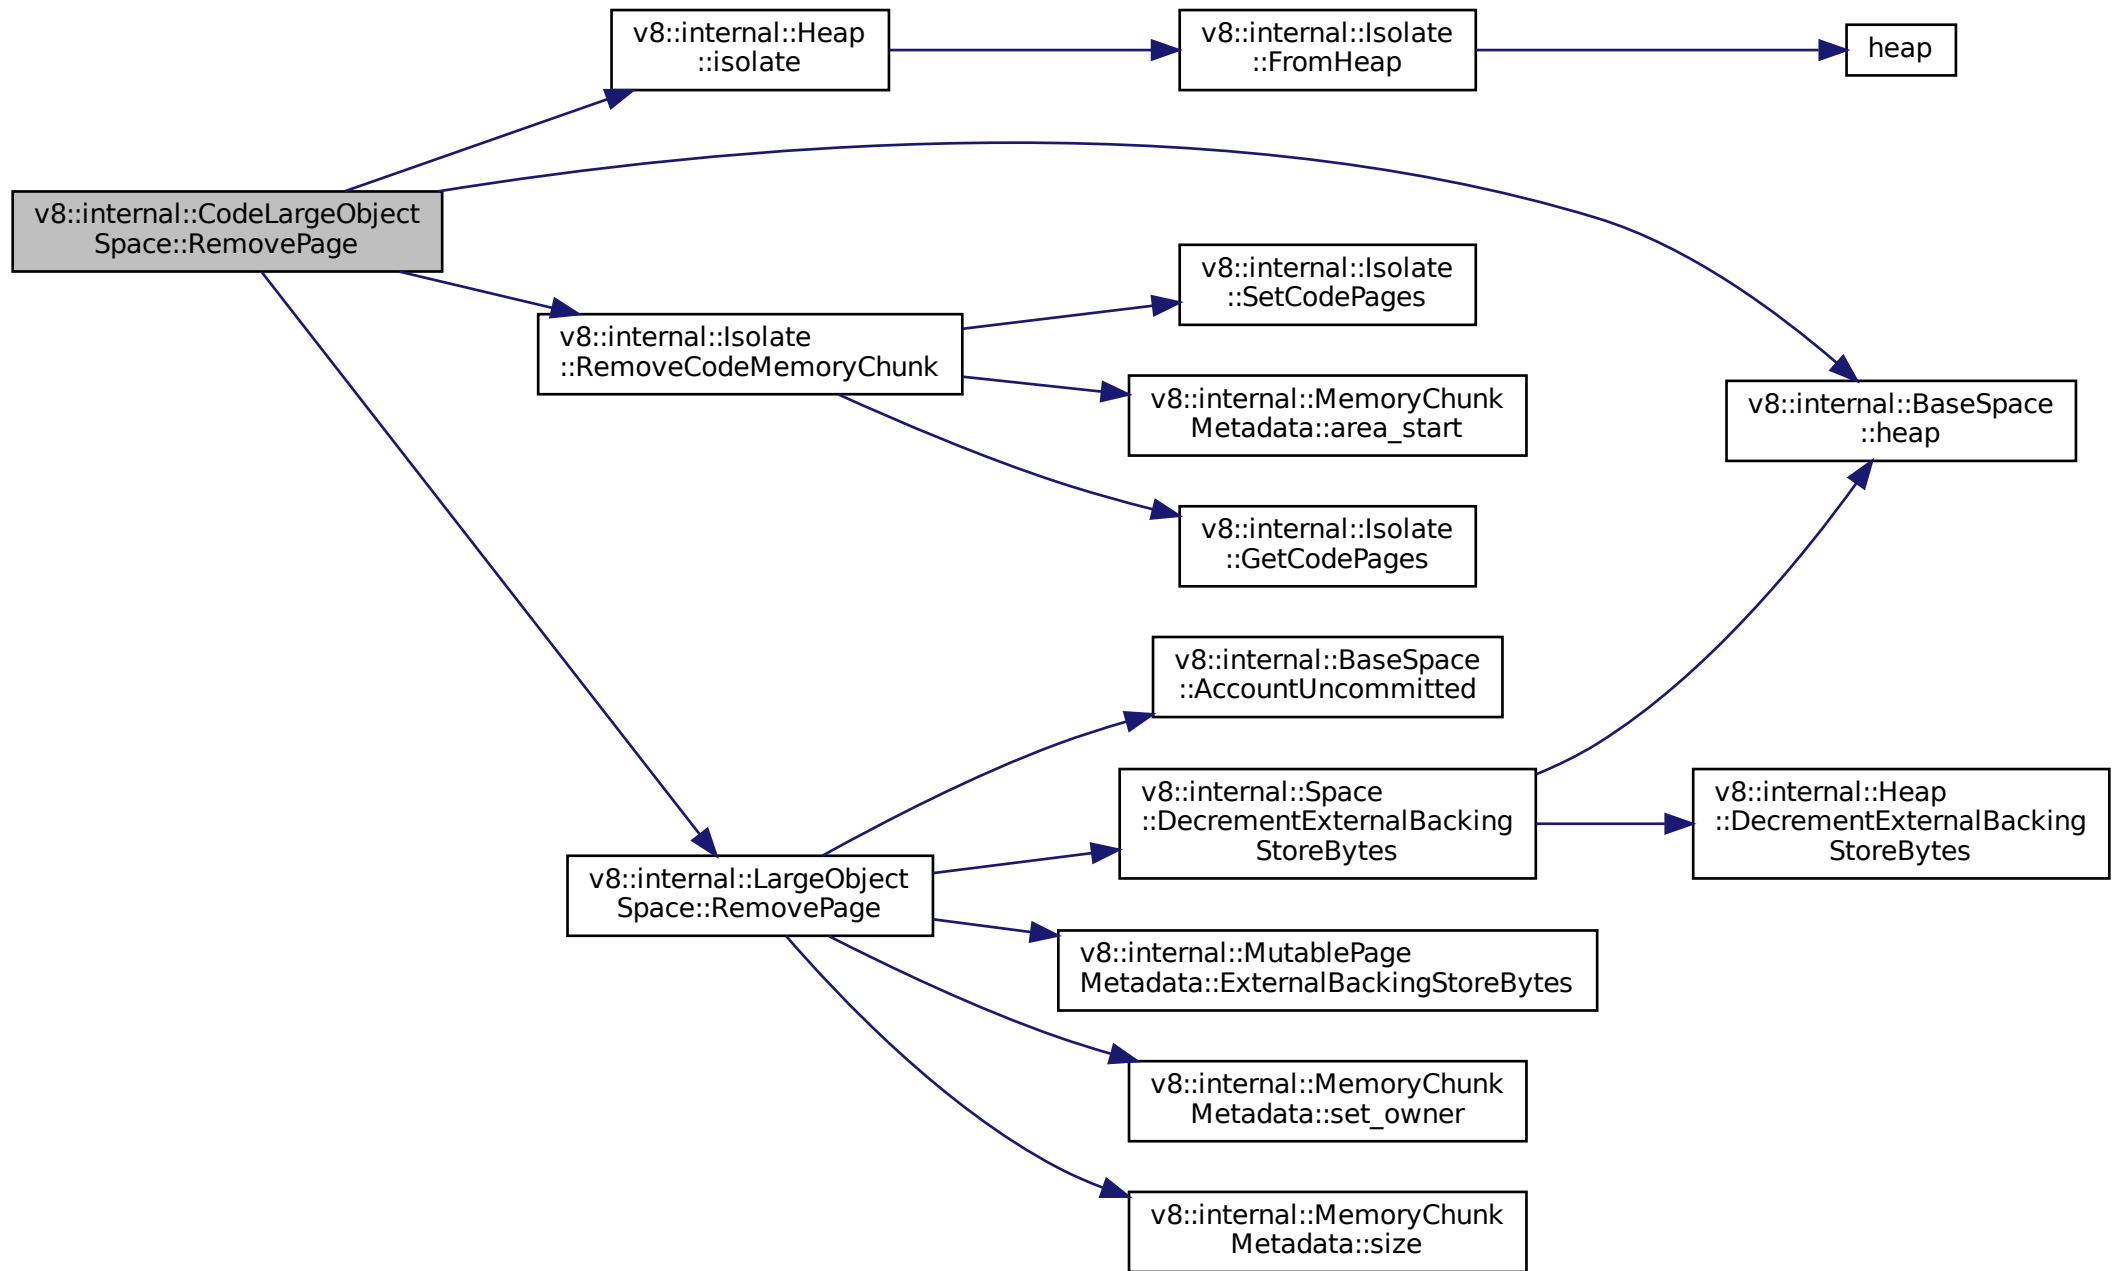 v8::internal::Heap
::isolate
v8::internal::Isolate
::FromHeap
heap
v8::internal::CodeLargeObject
Space::RemovePage
v8::internal::Isolate
::SetCodePages
v8::internal::Isolate
::RemoveCodeMemoryChunk
v8::internal::MemoryChunk
Metadata::area_start
v8::internal::BaseSpace
::heap
v8::internal::Isolate
::GetCodePages
v8::internal::BaseSpace
::AccountUncommitted
v8::internal::Space
::DecrementExternalBacking
StoreBytes
v8::internal::Heap
::DecrementExternalBacking
StoreBytes
v8::internal::LargeObject
Space::RemovePage
v8::internal::MutablePage
Metadata::ExternalBackingStoreBytes
v8::internal::MemoryChunk
Metadata::set_owner
v8::internal::MemoryChunk
Metadata::size